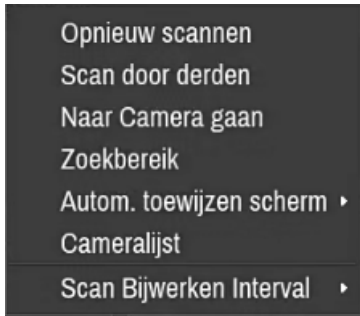 Opnieuw scannen
Scan door derden
Naar Camera gaan
Zoekbereik
Autom. toewijzen scherm
Cameralijst
Scan Bijwerken Interval